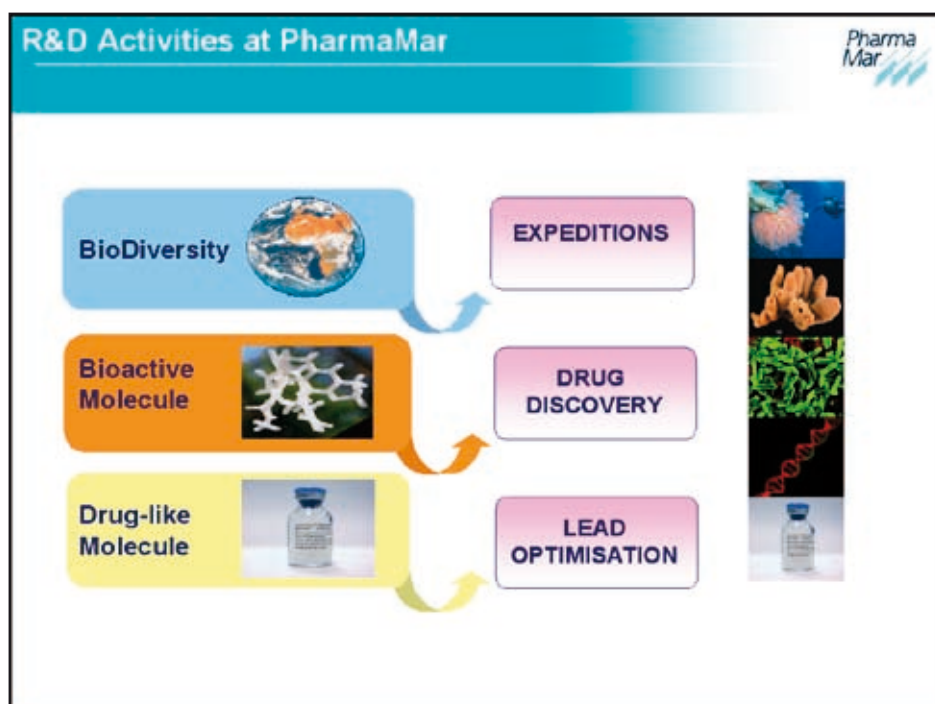 R&D Activities at PharmaMar
Pharma
Mar
BioDiversity
EXPEDITIONS
Bioactive
Molecule
DRUG
DISCOVERY
Drug-like
Molecule
LEAD
OPTIMISATION